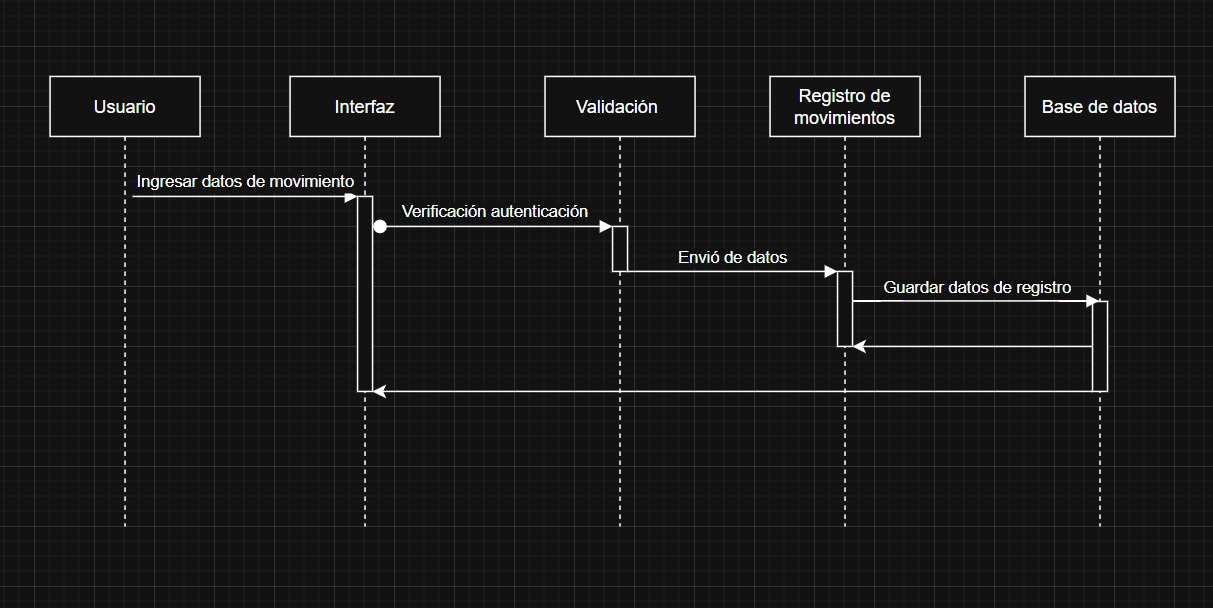 Usuario
Interfaz
Validación
Registro de
movimientos
Base de datos
Ingresar datos de movimiento
Verificación autenticación
Envió de datos
Guardar datos de registro